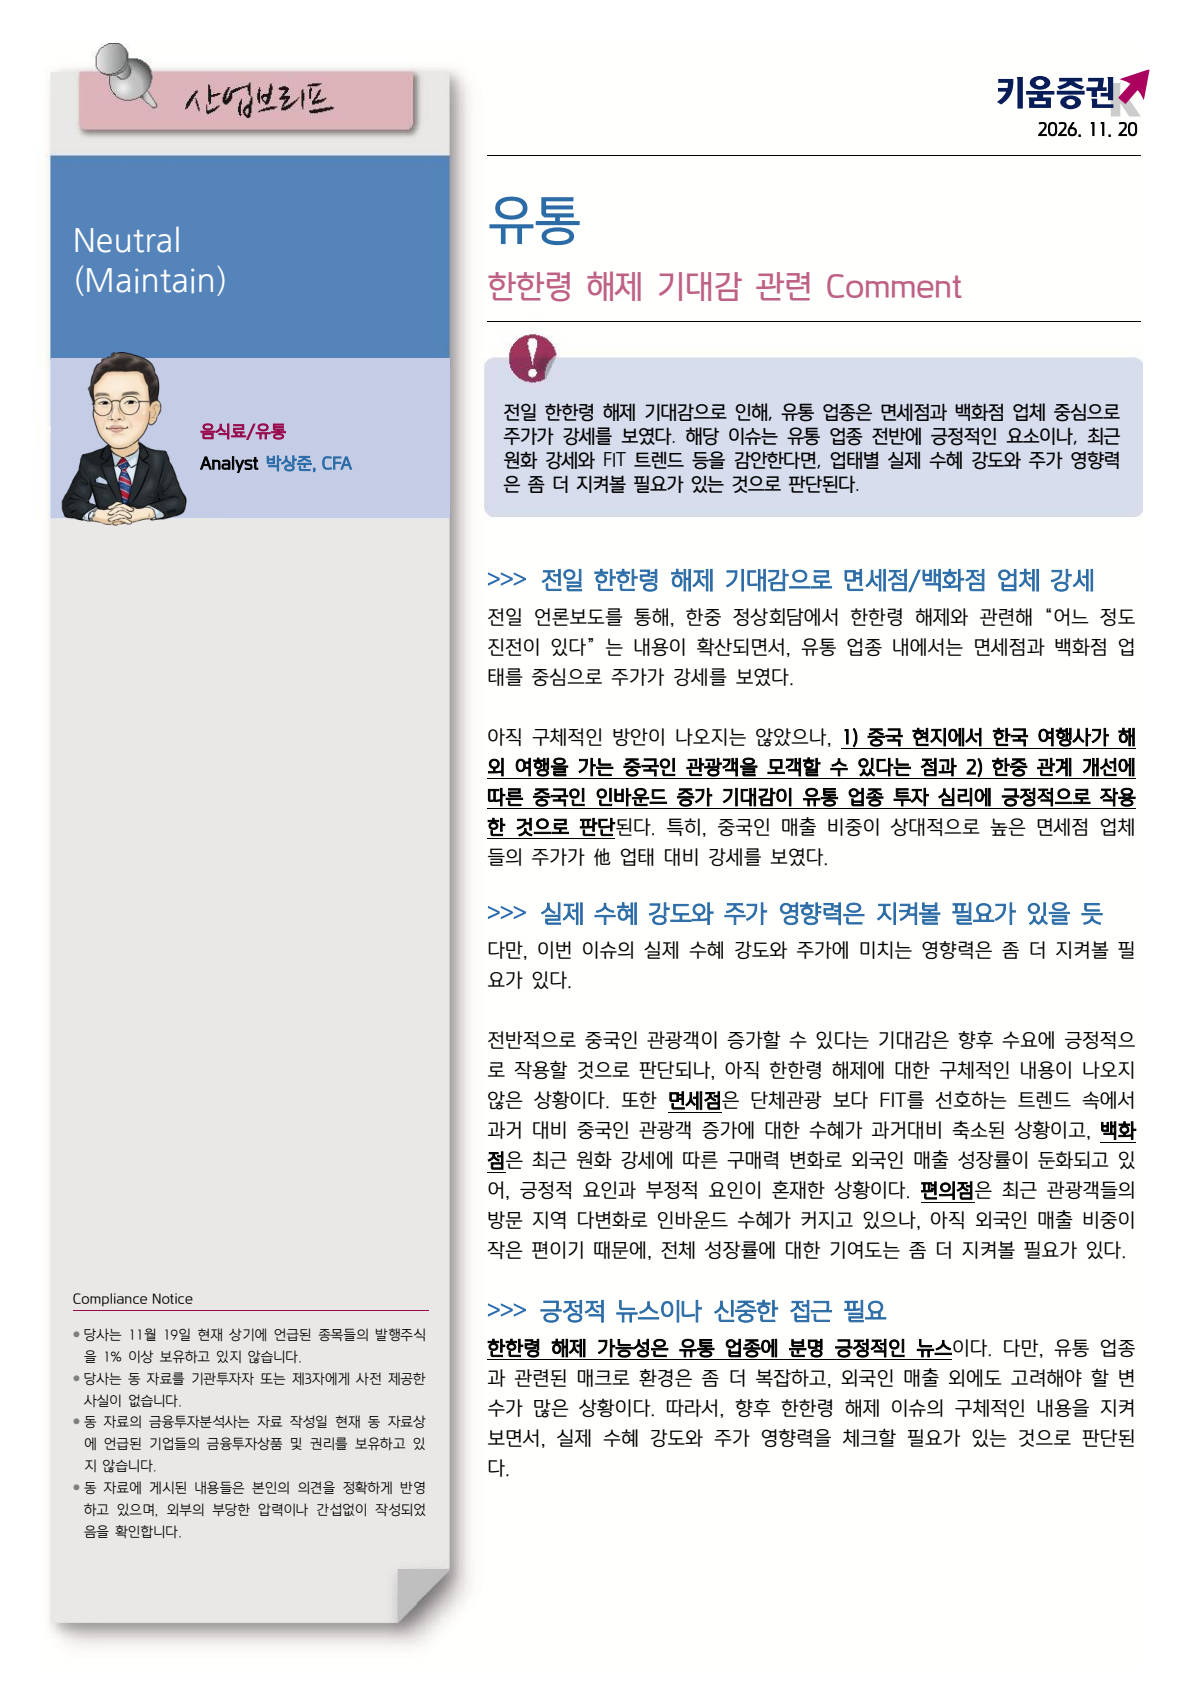 산업브리프
키움증권
2026. 11. 20
Neutral
(Maintain)
음식료/유통
Analyst 박상준, CFA
유통
한한령 해제 기대감 관련 Comment
전일 한한령 해제 기대감으로 인해, 유통 업종은 면세점과 백화점 업체 중심으로
주가가 강세를 보였다. 해당 이슈는 유통 업종 전반에 긍정적인 요소이나, 최근
원화 강세와 FIT 트렌드 등을 감안한다면, 업태별 실제 수혜 강도와 주가 영향력
은 좀 더 지켜볼 필요가 있는 것으로 판단된다.
>>> 전일 한한령 해제 기대감으로 면세점/백화점 업체 강세
전일 언론보도를 통해, 한중 정상회담에서 한한령 해제와 관련해 “어느 정도
진전이 있다” 는 내용이 확산되면서, 유통 업종 내에서는 면세점과 백화점 업
태를 중심으로 주가가 강세를 보였다.
아직 구체적인 방안이 나오지는 않았으나, 1) 중국 현지에서 한국 여행사가 해
외 여행을 가는 중국인 관광객을 모객할 수 있다는 점과 2) 한중 관계 개선에
따른 중국인 인바운드 증가 기대감이 유통 업종 투자 심리에 긍정적으로 작용
한 것으로 판단된다. 특히, 중국인 매출 비중이 상대적으로 높은 면세점 업체
들의 주가가 他 업태 대비 강세를 보였다.
>>> 실제 수혜 강도와 주가 영향력은 지켜볼 필요가 있을 듯
다만, 이번 이슈의 실제 수혜 강도와 주가에 미치는 영향력은 좀 더 지켜볼 필
요가 있다.
전반적으로 중국인 관광객이 증가할 수 있다는 기대감은 향후 수요에 긍정적으
로 작용할 것으로 판단되나, 아직 한한령 해제에 대한 구체적인 내용이 나오지
않은 상황이다. 또한 면세점은 단체관광 보다 FIT를 선호하는 트렌드 속에서
과거 대비 중국인 관광객 증가에 대한 수혜가 과거대비 축소된 상황이고, 백화
점은 최근 원화 강세에 따른 구매력 변화로 외국인 매출 성장률이 둔화되고 있
어, 긍정적 요인과 부정적 요인이 혼재한 상황이다. 편의점은 최근 관광객들의
방문 지역 다변화로 인바운드 수혜가 커지고 있으나, 아직 외국인 매출 비중이
작은 편이기 때문에, 전체 성장률에 대한 기여도는 좀 더 지켜볼 필요가 있다.
>>> 긍정적 뉴스이나 신중한 접근 필요
한한령 해제 가능성은 유통 업종에 분명 긍정적인 뉴스이다. 다만, 유통 업종
과 관련된 매크로 환경은 좀 더 복잡하고, 외국인 매출 외에도 고려해야 할 변
수가 많은 상황이다. 따라서, 향후 한한령 해제 이슈의 구체적인 내용을 지켜
보면서, 실제 수혜 강도와 주가 영향력을 체크할 필요가 있는 것으로 판단된
다.
Compliance Notice
● 당사는 11월 19일 현재 상기에 언급된 종목들의 발행주식
을 1% 이상 보유하고 있지 않습니다.
● 당사는 동 자료를 기관투자자 또는 제3자에게 사전 제공한
사실이 없습니다.
● 동 자료의 금융투자분석사는 자료 작성일 현재 동 자료상
에 언급된 기업들의 금융투자상품 및 권리를 보유하고 있
지 않습니다.
● 동 자료에 게시된 내용들은 본인의 의견을 정확하게 반영
하고 있으며, 외부의 부당한 압력이나 간섭없이 작성되었
음을 확인합니다.